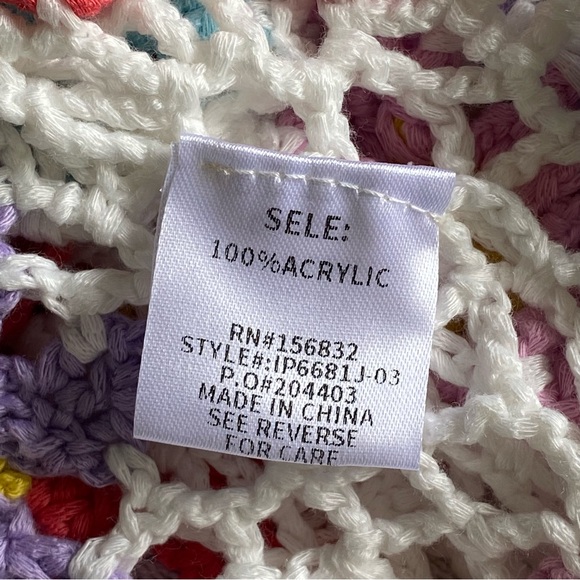 SELE:
100%ACRYLIC
RN#156832
STYLE#:IP6681J-03
P.O#204403
MADE IN CHINA
SEE REVERSE
FOR CARE